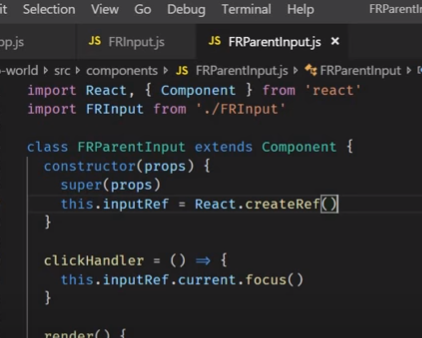 it Selection View Go Debug Terminal Help FRParentIn
pp.js JS FRInput.js JS FRParentInput.js ×
o-world > src > components > JS FRParentInput.js > FRParentInput >
import React, { Component } from 'react'
import FRInput from './FRInput'
class FRParentInput extends Component {
constructor(props) {
super(props)
this.inputRef = React.createRef()
}
clickHandler = () => {
this.inputRef.current.focus()
}
render() {